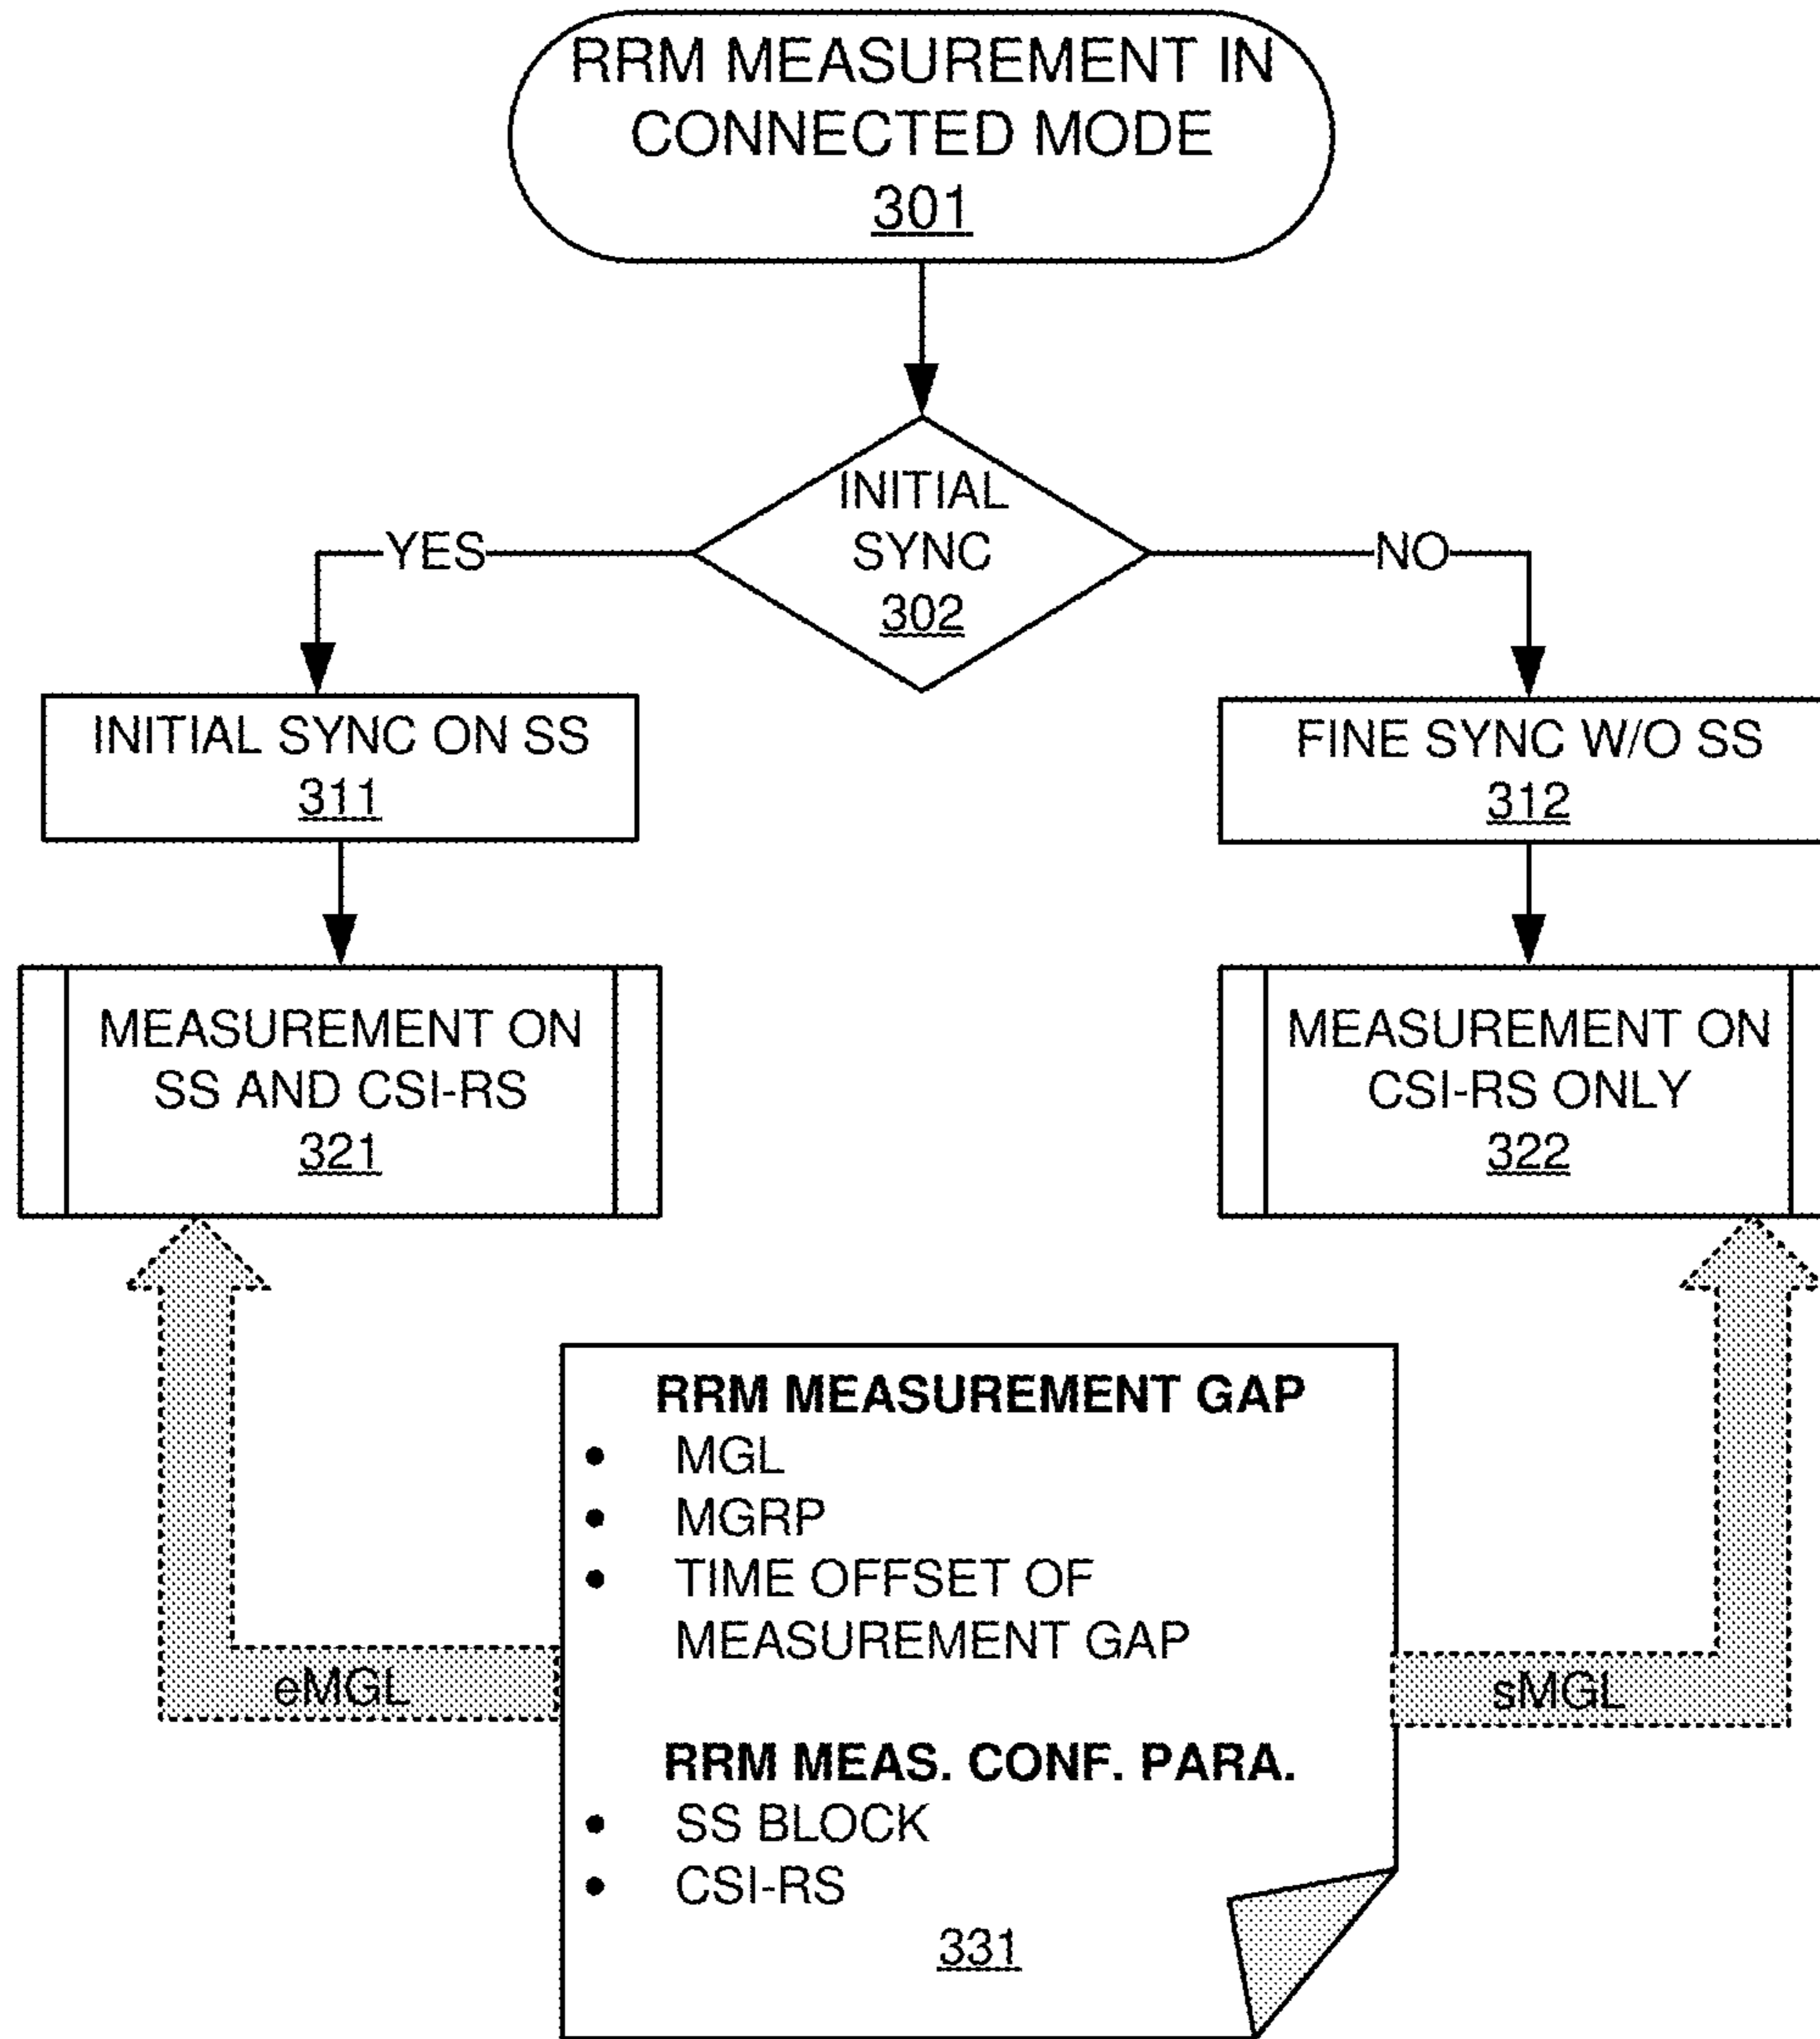 RRM MEASUREMENT IN
CONNECTED MODE
301
INITIAL
SYNC
302
YES
NO
INITIAL SYNC ON SS
311
FINE SYNC W/O SS
312
MEASUREMENT ON
SS AND CSI-RS
321
MEASUREMENT ON
CSI-RS ONLY
322
RRM MEASUREMENT GAP
• MGL
• MGRP
• TIME OFFSET OF
MEASUREMENT GAP
eMGL
sMGL
RRM MEAS. CONF. PARA.
• SS BLOCK
• CSI-RS
331